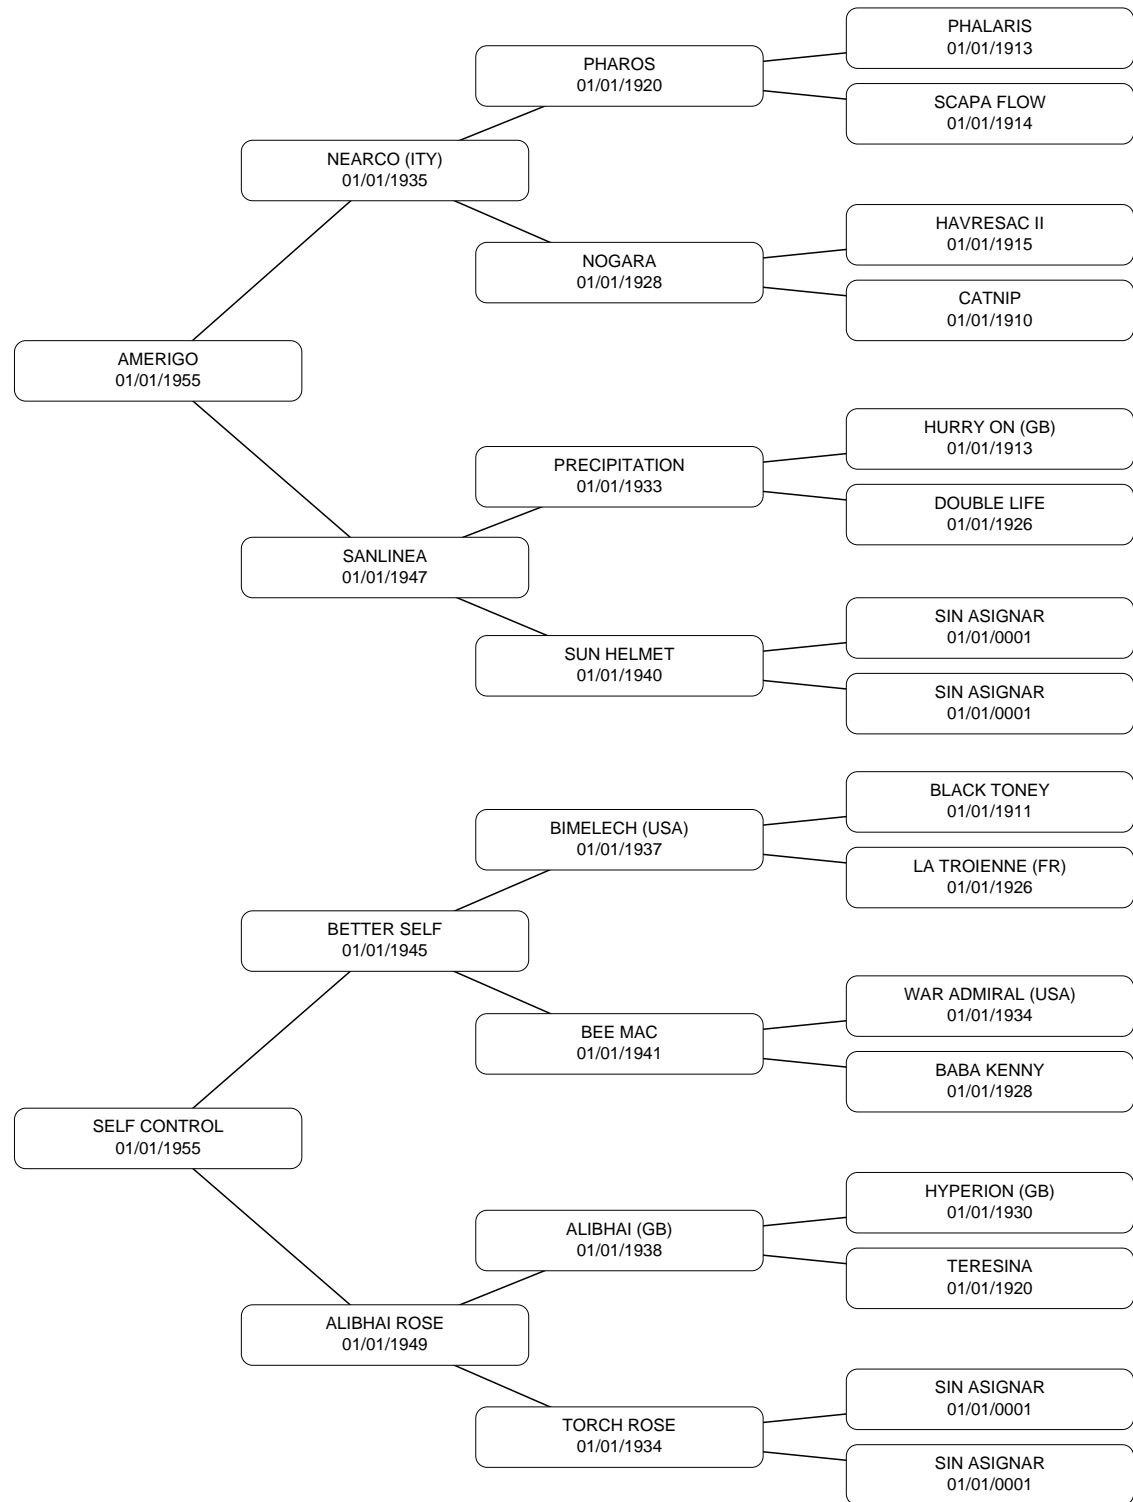 PHALARIS
01/01/1913
PHAROS
01/01/1920
SCAPA FLOW
01/01/1914
NEARCO (ITY)
01/01/1935
HAVRESAC II
01/01/1915
NOGARA
01/01/1928
CATNIP
01/01/1910
AMERIGO
01/01/1955
HURRY ON (GB)
01/01/1913
PRECIPITATION
01/01/1933
DOUBLE LIFE
01/01/1926
SANLINEA
01/01/1947
SIN ASIGNAR
01/01/0001
SUN HELMET
01/01/1940
SIN ASIGNAR
01/01/0001
BLACK TONEY
01/01/1911
BIMELECH (USA)
01/01/1937
LA TROIENNE (FR)
01/01/1926
BETTER SELF
01/01/1945
WAR ADMIRAL (USA)
01/01/1934
BEE MAC
01/01/1941
BABA KENNY
01/01/1928
SELF CONTROL
01/01/1955
HYPERION (GB)
01/01/1930
ALIBHAI (GB)
01/01/1938
TERESINA
01/01/1920
ALIBHAI ROSE
01/01/1949
SIN ASIGNAR
01/01/0001
TORCH ROSE
01/01/1934
SIN ASIGNAR
01/01/0001